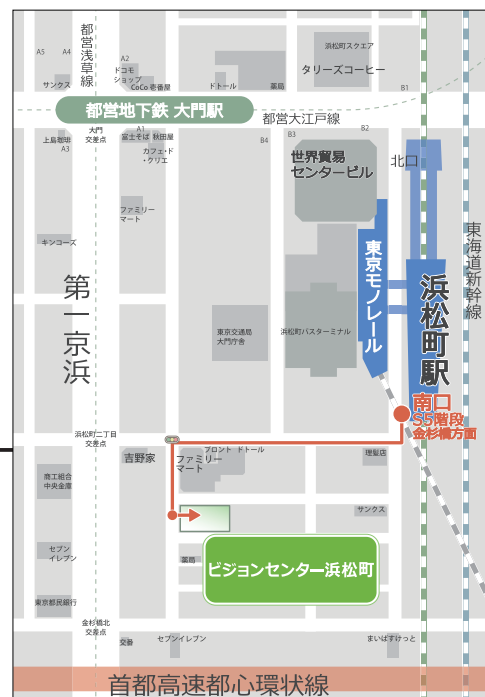 都営浅草線
A5
A4
A2
ドコモ
ショップ
サンクス
CoCo 壱番屋
ドトール
薬局
浜松町スクエア
タリーズコーヒー
B1
都営地下鉄 大門駅
都営大江戸線
大門
交差点
A1
上島珈琲
A3
富士そば 秋田屋
カフェ・ド
・クリエ
B4
B3
B2
世界貿易
センタービル
北口
ファミリー
マート
キンコーズ
第一京浜
東京モノレール
浜松町駅
東海道新幹線
東京交通局
大門庁舎
浜松町バスターミナル
南口
S5階段
金杉橋方面
浜松町二丁目
交差点
吉野家
ファミリー
マート
フロント ドトール
理髪店
商工組合
中央金庫
サンクス
セブン
イレブン
薬局
ビジョンセンター浜松町
東京都民銀行
金杉橋北
交差点
交番
セブンイレブン
まいばすけっと
首都高速都心環状線